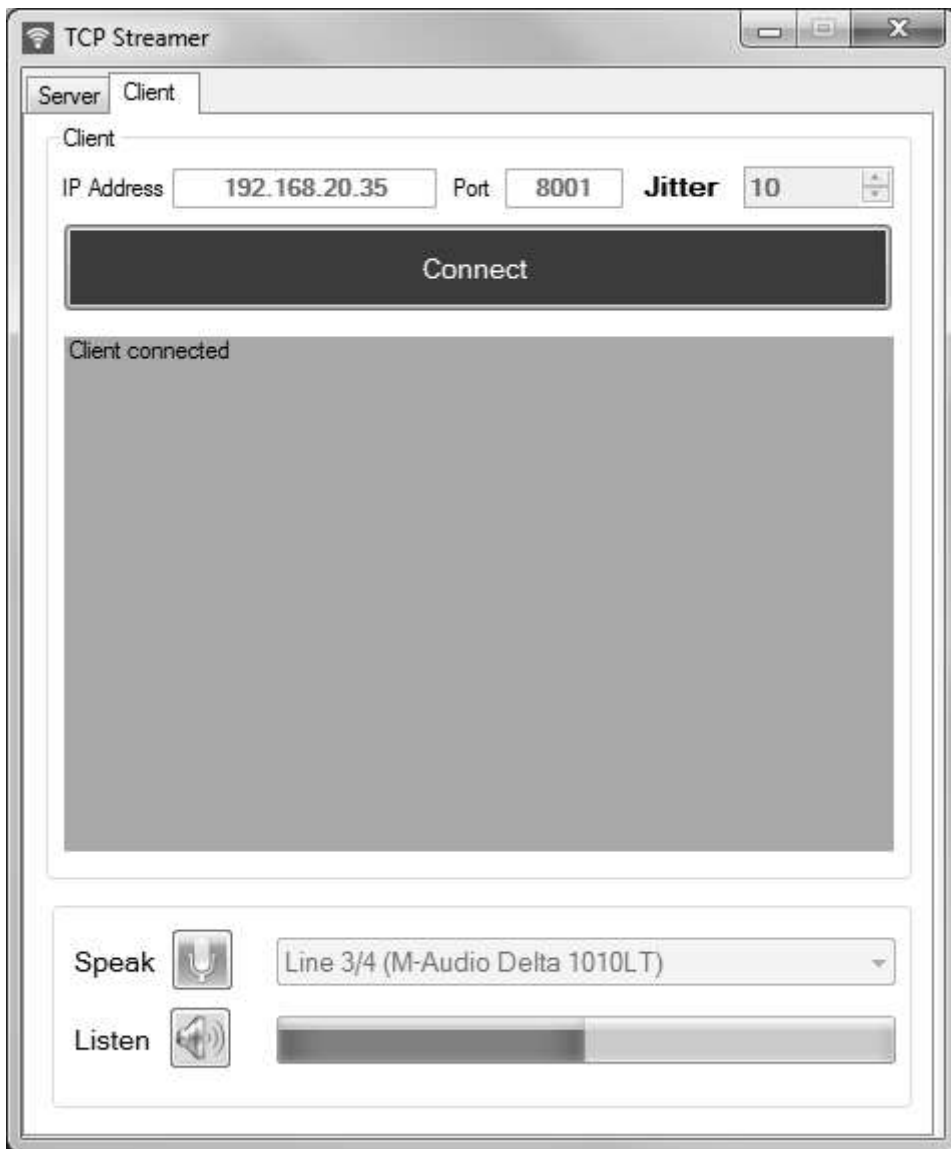 TCP Streamer
Server Client
Client
IP Address 192.168.20.35 Port 8001 Jitter 10
Connect
Client connected
Speak Line 3/4 (M-Audio Delta 1010LT)
Listen